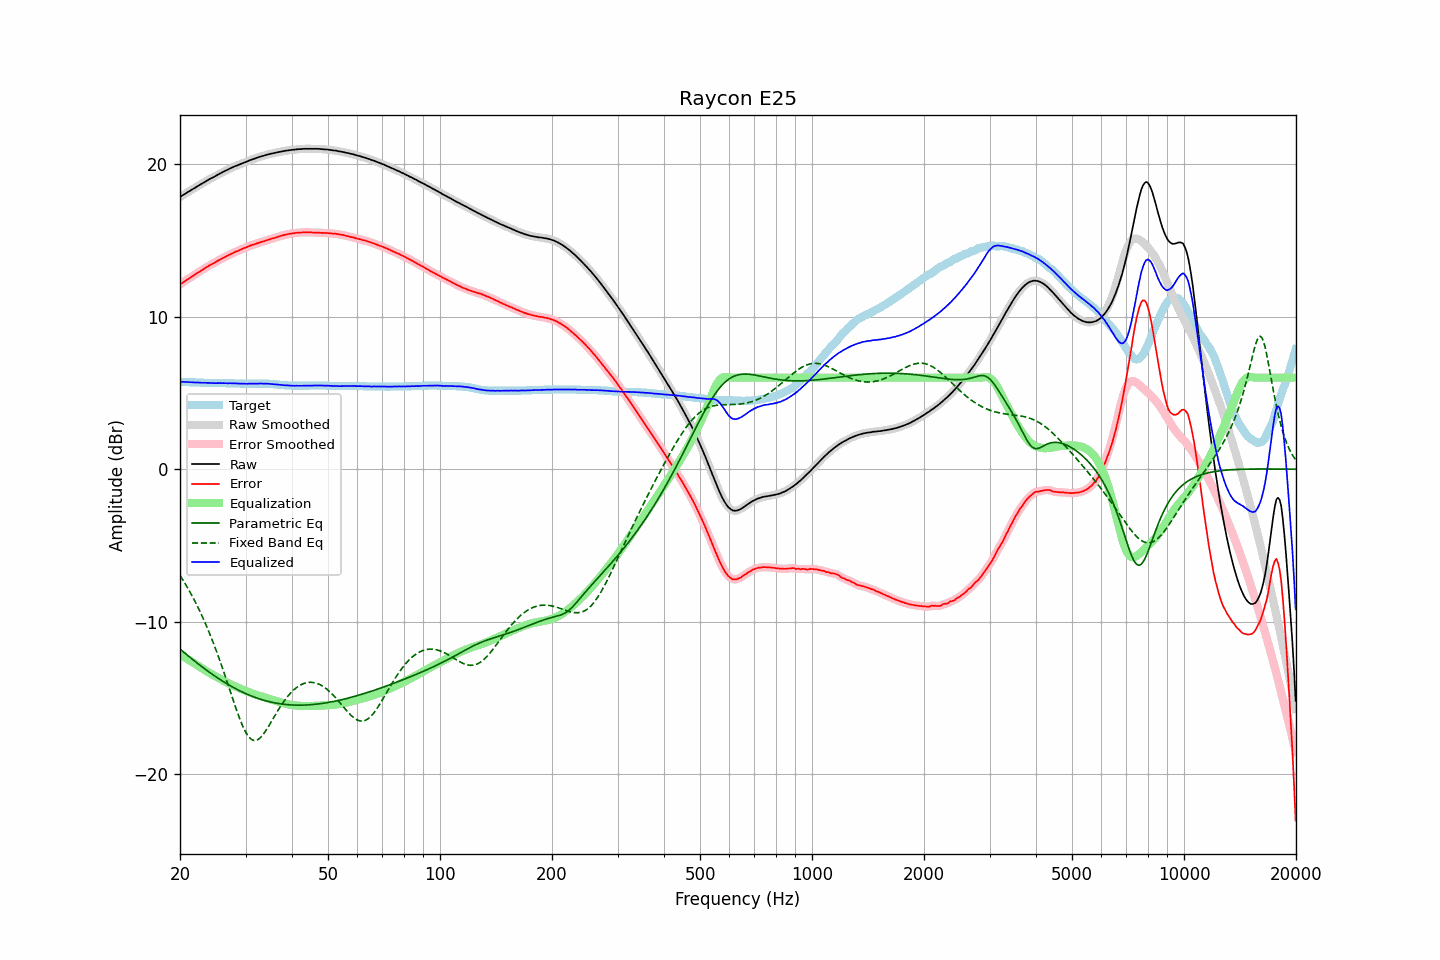 Raycon E25
Amplitude (dBr)
20
10
0
−10
−20
Target
Raw Smoothed
Error Smoothed
Raw
Error
Equalization
Parametric Eq
Fixed Band Eq
Equalized
20 50 100 200 500 1000 2000 5000 10000 20000
Frequency (Hz)